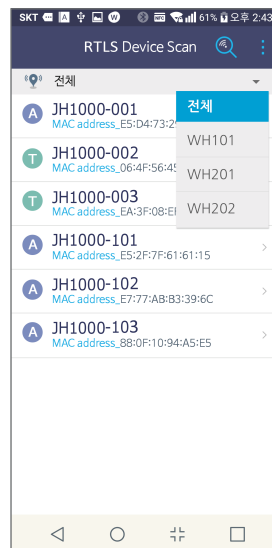 SKT 61% 오후 2:43
RTLS Device Scan
전체
전체
WH101
WH201
WH202
A JH1000-001
MAC address_E5:D4:73:2
T JH1000-002
MAC address_06:4F:56:45
T JH1000-003
MAC address_EA:3F:08:E
A JH1000-101
MAC address_E5:2F:7F:61:61:15
A JH1000-102
MAC address_E7:77:AB:B3:39:6C
A JH1000-103
MAC address_88:0F:10:94:A5:E5